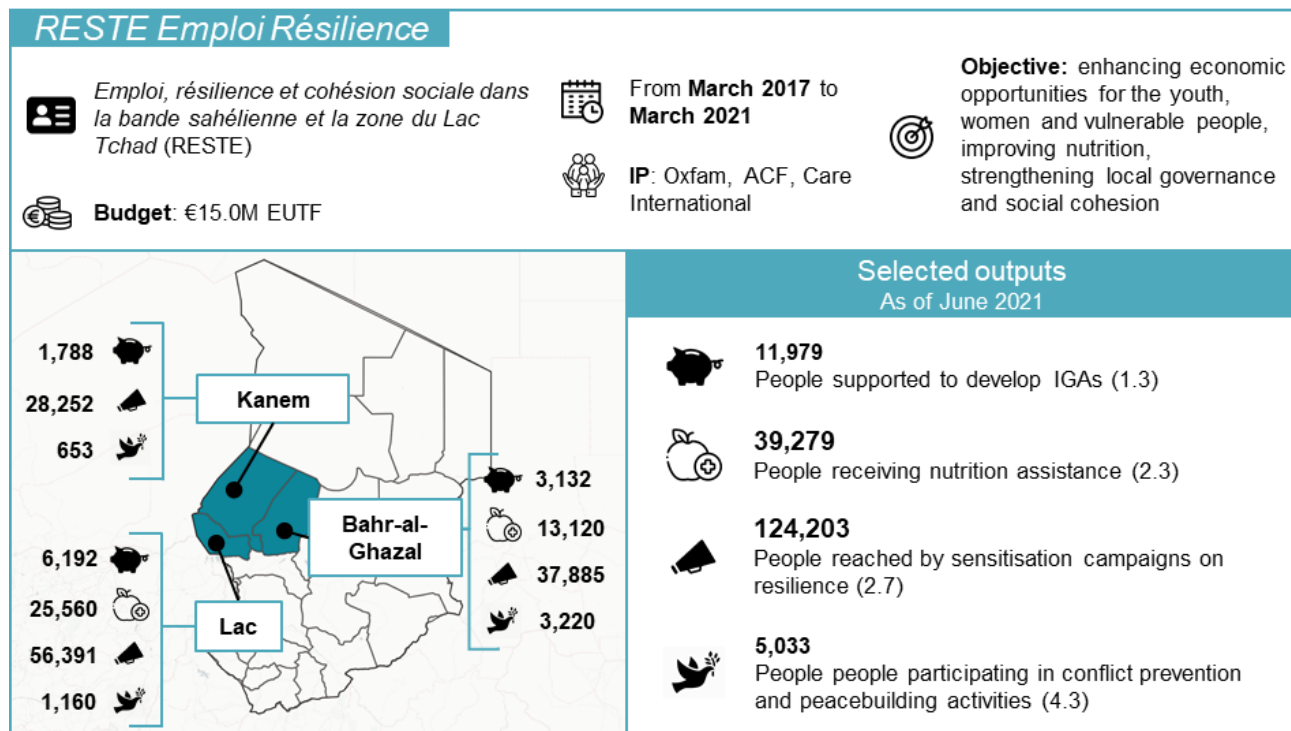 RESTE Emploi Résilience
Emploi, résilience et cohésion sociale dans
la bande sahélienne et la zone du Lac
Tchad (RESTE)
Budget: €15.0M EUTF
From March 2017 to
March 2021
IP: Oxfam, ACF, Care
International
Objective: enhancing economic
opportunities for the youth,
women and vulnerable people,
improving nutrition,
strengthening local governance
and social cohesion
1,788
28,252
653
Kanem
6,192
25,560
56,391
1,160
Lac
Bahr-al-
Ghazal
3,132
13,120
37,885
3,220
Selected outputs
As of June 2021
11,979
People supported to develop IGAs (1.3)
39,279
People receiving nutrition assistance (2.3)
124,203
People reached by sensitisation campaigns on
resilience (2.7)
5,033
People people participating in conflict prevention
and peacebuilding activities (4.3)